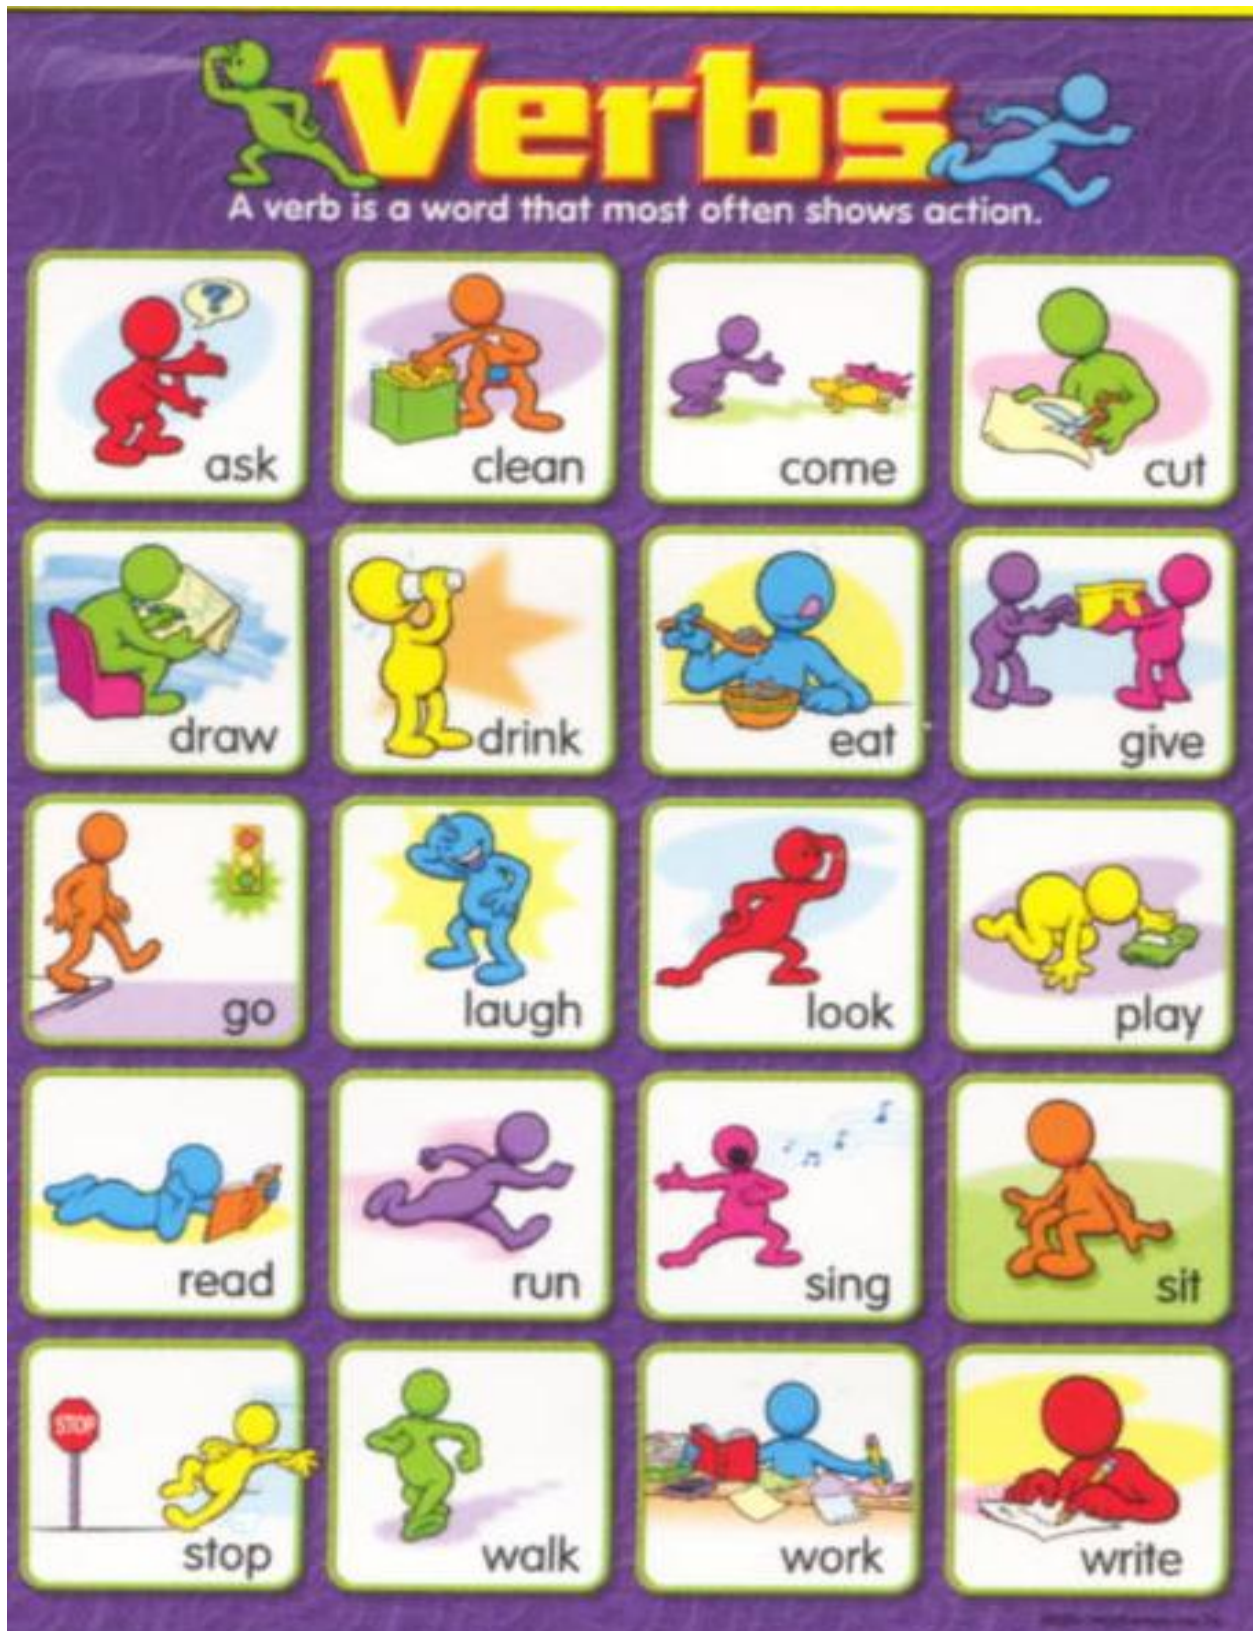 Verbs
A verb is a word that most often shows action.
?
ask
clean
come
cut
draw
drink
eat
give
go
laugh
look
play
read
run
sing
sit
STOP
stop
walk
work
write